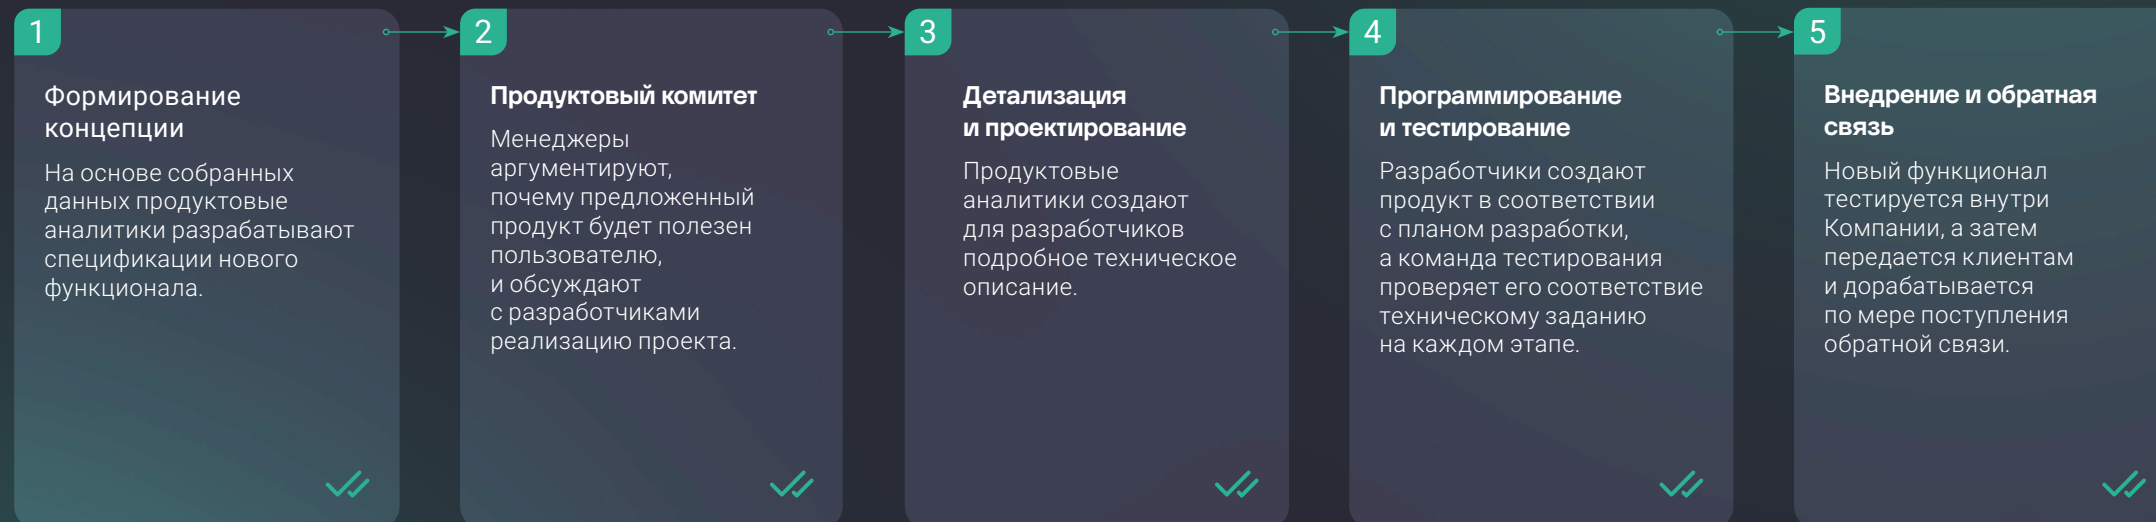 1
Формирование
концепции
На основе собранных
данных продуктовые
аналитики разрабатывают
спецификации нового
функционала.
2
Продуктовый комитет
Менеджеры
аргументируют,
почему предложенный
продукт будет полезен
пользователю,
и обсуждают
с разработчиками
реализацию проекта.
3
Детализация
и проектирование
Продуктовые
аналитики создают
для разработчиков
подробное техническое
описание.
4
Программирование
и тестирование
Разработчики создают
продукт в соответствии
с планом разработки,
а команда тестирования
проверяет его соответствие
техническому заданию
на каждом этапе.
5
Внедрение и обратная
связь
Новый функционал
тестируется внутри
Компании, а затем
передается клиентам
и дорабатывается
по мере поступления
обратной связи.